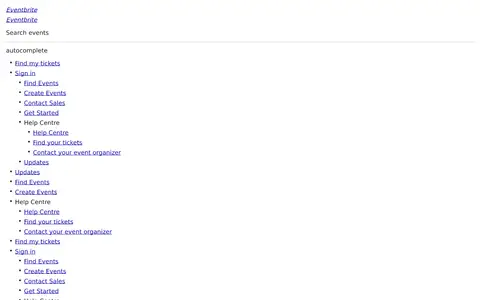 Eventbrite
Eventbrite
Search events
autocomplete
Find my tickets
Sign in
Find Events
Create Events
Contact Sales
Get Started
Help Centre
Help Centre
Find your tickets
Contact your event organizer
Updates
Updates
Find Events
Create Events
Help Centre
Help Centre
Find your tickets
Contact your event organizer
Find my tickets
Sign in
Find Events
Create Events
Contact Sales
Get Started